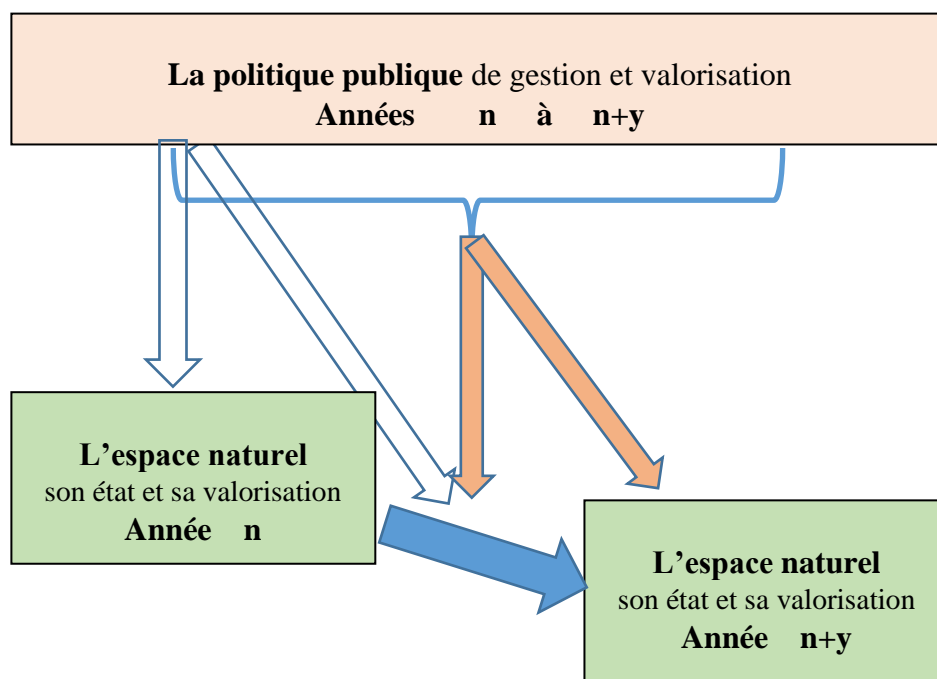 La politique publique de gestion et valorisation
Années n à n+y
L’espace naturel
son état et sa valorisation
Année n
L’espace naturel
son état et sa valorisation
Année n+y